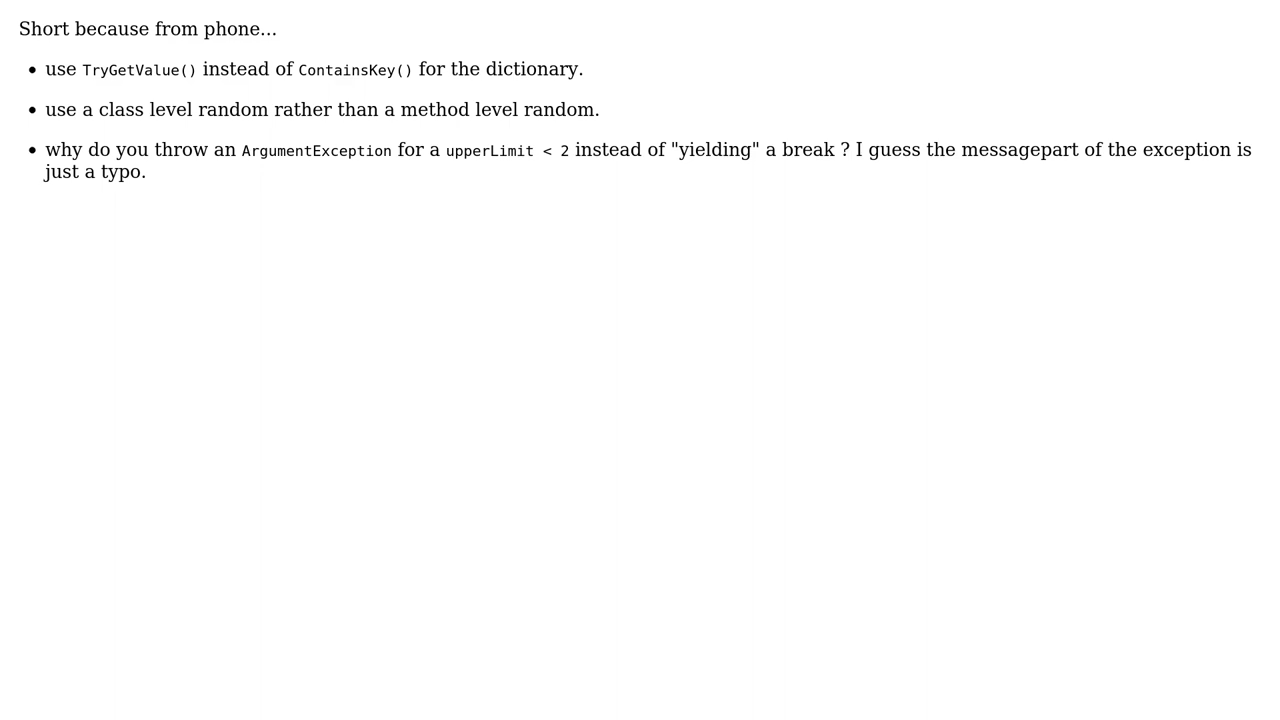 Short because from phone...
• use TryGetValue() instead of ContainsKey() for the dictionary.
• use a class level random rather than a method level random.
• why do you throw an ArgumentException for a upperLimit < 2 instead of "yielding" a break ? I guess the messagepart of the exception is
just a typo.